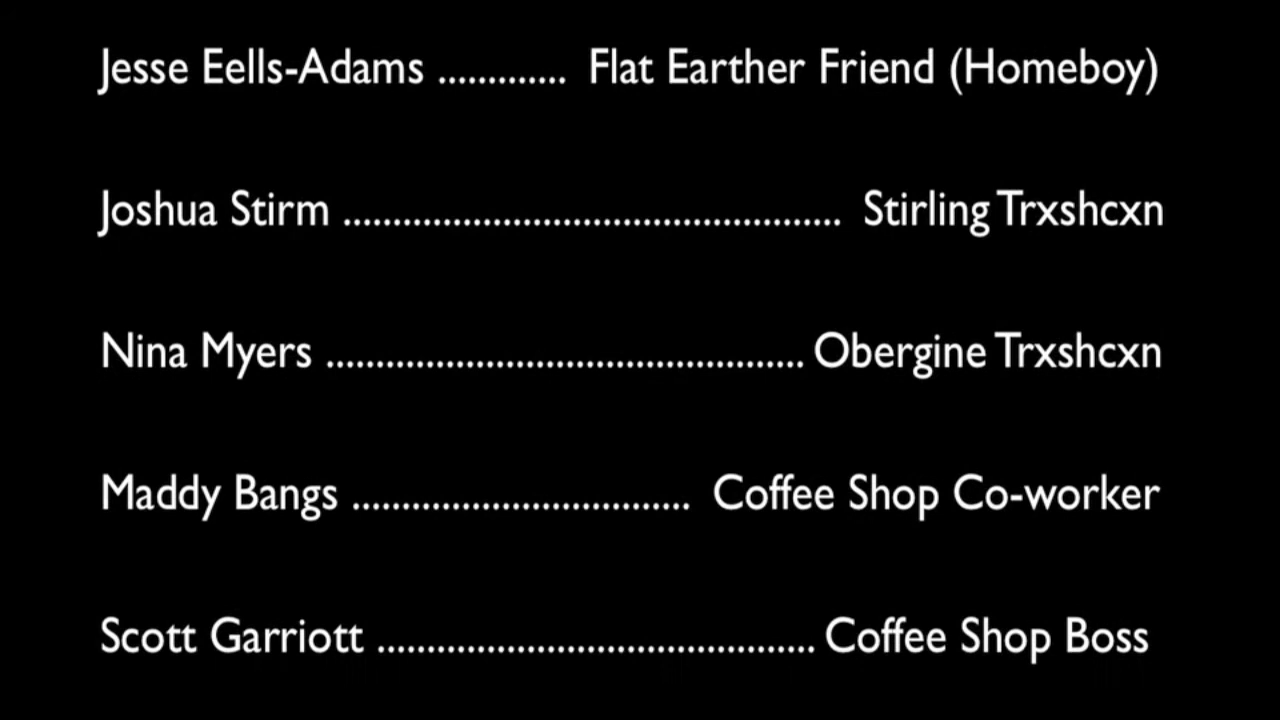 Jesse Eells-Adams ............. Flat Earther Friend (Homeboy)
Joshua Stirm .................................................. Stirling Trxshcxn
Nina Myers ................................................ Obergine Trxshcxn
Maddy Bangs .................................. Coffee Shop Co-worker
Scott Garriott ............................................ Coffee Shop Boss